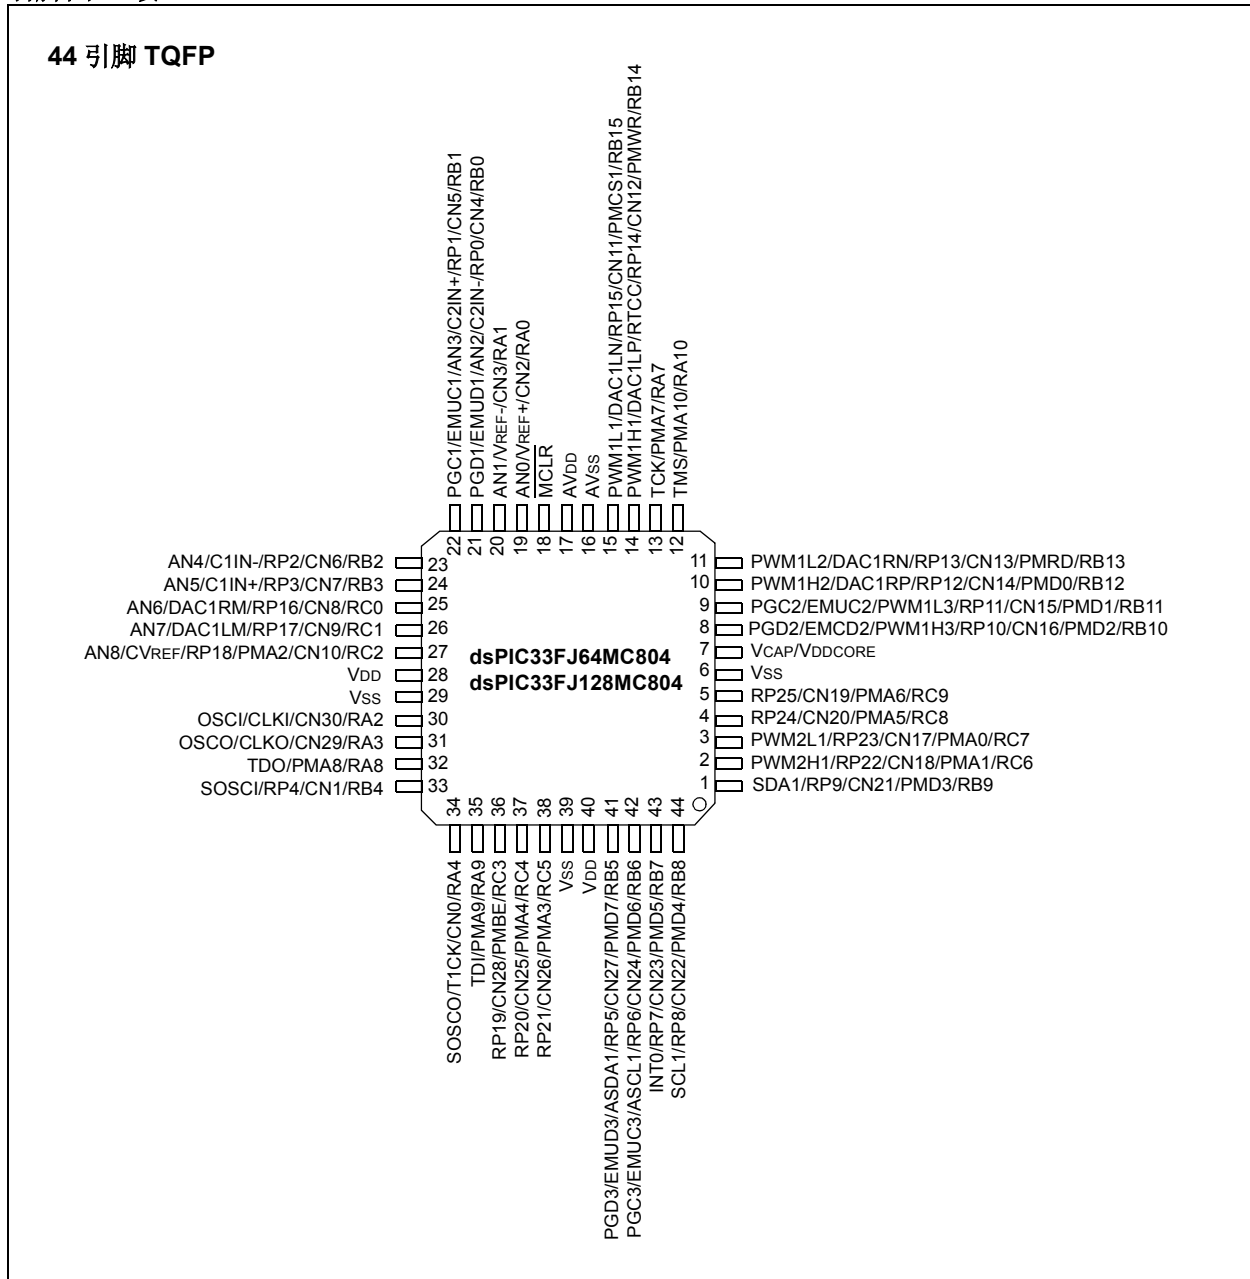 44 引脚 TQFP
PGC1/EMUC1/AN3/C2IN+/RP1/CN5/RB1
PGD1/EMUD1/AN2/C2IN-/RP0/CN4/RB0
AN1/VREF-/CN3/RA1
AN0/VREF+/CN2/RA0
MCLR
AVDD
AVSS
PWM1L1/DAC1LN/RP15/CN11/PMCS1/RB15
PWM1H1/DAC1LP/RTCC/RP14/CN12/PMWR/RB14
TCK/PMA7/RA7
TMS/PMA10/RA10
22
21
20
19
18
17
16
15
14
13
12
AN4/C1IN-/RP2/CN6/RB2 23
AN5/C1IN+/RP3/CN7/RB3 24
AN6/DAC1RM/RP16/CN8/RC0 25
AN7/DAC1LM/RP17/CN9/RC1 26
AN8/CVREF/RP18/PMA2/CN10/RC2 27
VDD 28
VSS 29
OSCI/CLKI/CN30/RA2 30
OSCO/CLKO/CN29/RA3 31
TDO/PMA8/RA8 32
SOSCI/RP4/CN1/RB4 33
dsPIC33FJ64MC804
dsPIC33FJ128MC804
11 PWM1L2/DAC1RN/RP13/CN13/PMRD/RB13
10 PWM1H2/DAC1RP/RP12/CN14/PMD0/RB12
9 PGC2/EMUC2/PWM1L3/RP11/CN15/PMD1/RB11
8 PGD2/EMCD2/PWM1H3/RP10/CN16/PMD2/RB10
7 VCAP/VDDCORE
6 VSS
5 RP25/CN19/PMA6/RC9
4 RP24/CN20/PMA5/RC8
3 PWM2L1/RP23/CN17/PMA0/RC7
2 PWM2H1/RP22/CN18/PMA1/RC6
1 SDA1/RP9/CN21/PMD3/RB9
34
35
36
37
38
39
40
41
42
43
44
SOSCO/T1CK/CN0/RA4
TDI/PMA9/RA9
RP19/CN28/PMBE/RC3
RP20/CN25/PMA4/RC4
RP21/CN26/PMA3/RC5
VSS
VDD
PGD3/EMUD3/ASDA1/RP5/CN27/PMD7/RB5
PGC3/EMUC3/ASCL1/RP6/CN24/PMD6/RB6
INT0/RP7/CN23/PMD5/RB7
SCL1/RP8/CN22/PMD4/RB8